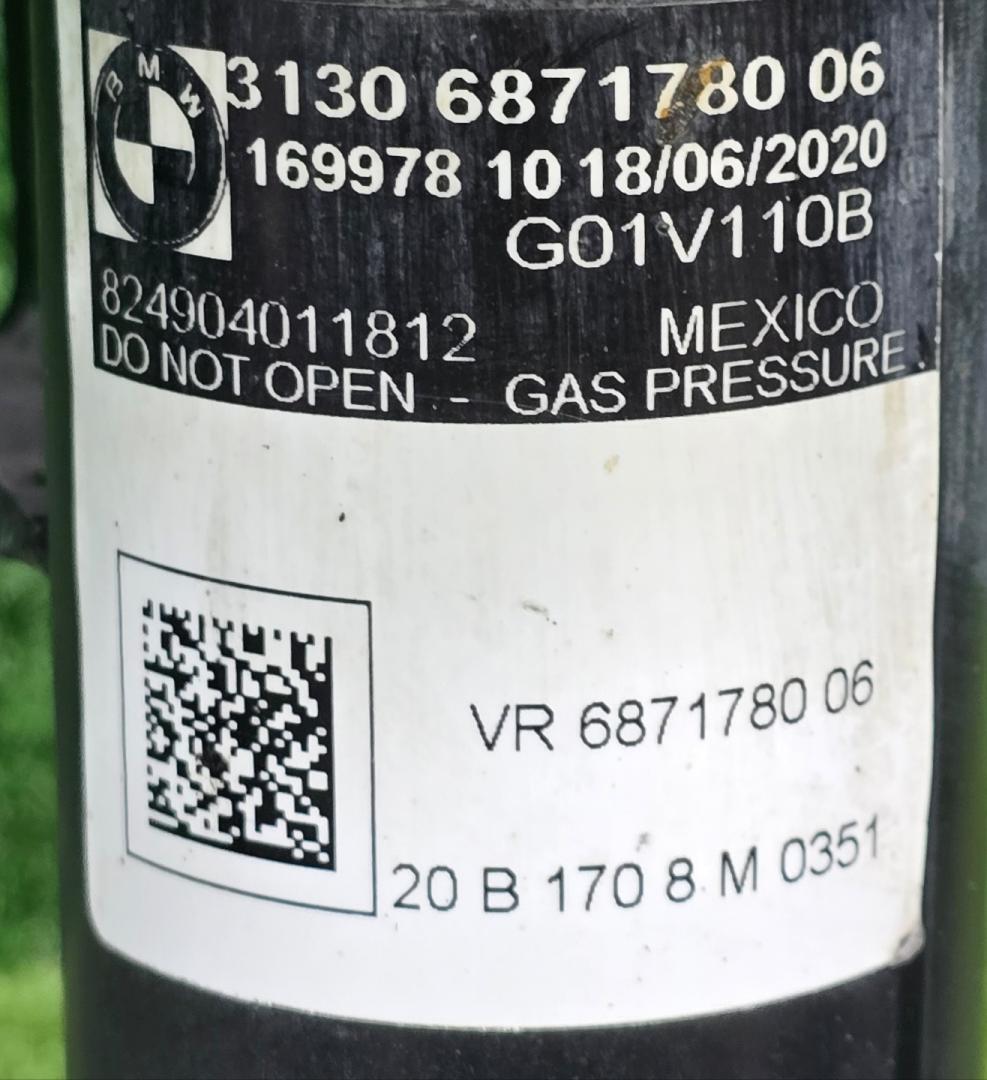 BMW
3130 6871780 06
169978 10 18/06/2020
G01V110B
824904011812 MEXICO
DO NOT OPEN - GAS PRESSURE.
VR 6871780 06
20 B 170 8 M 0351